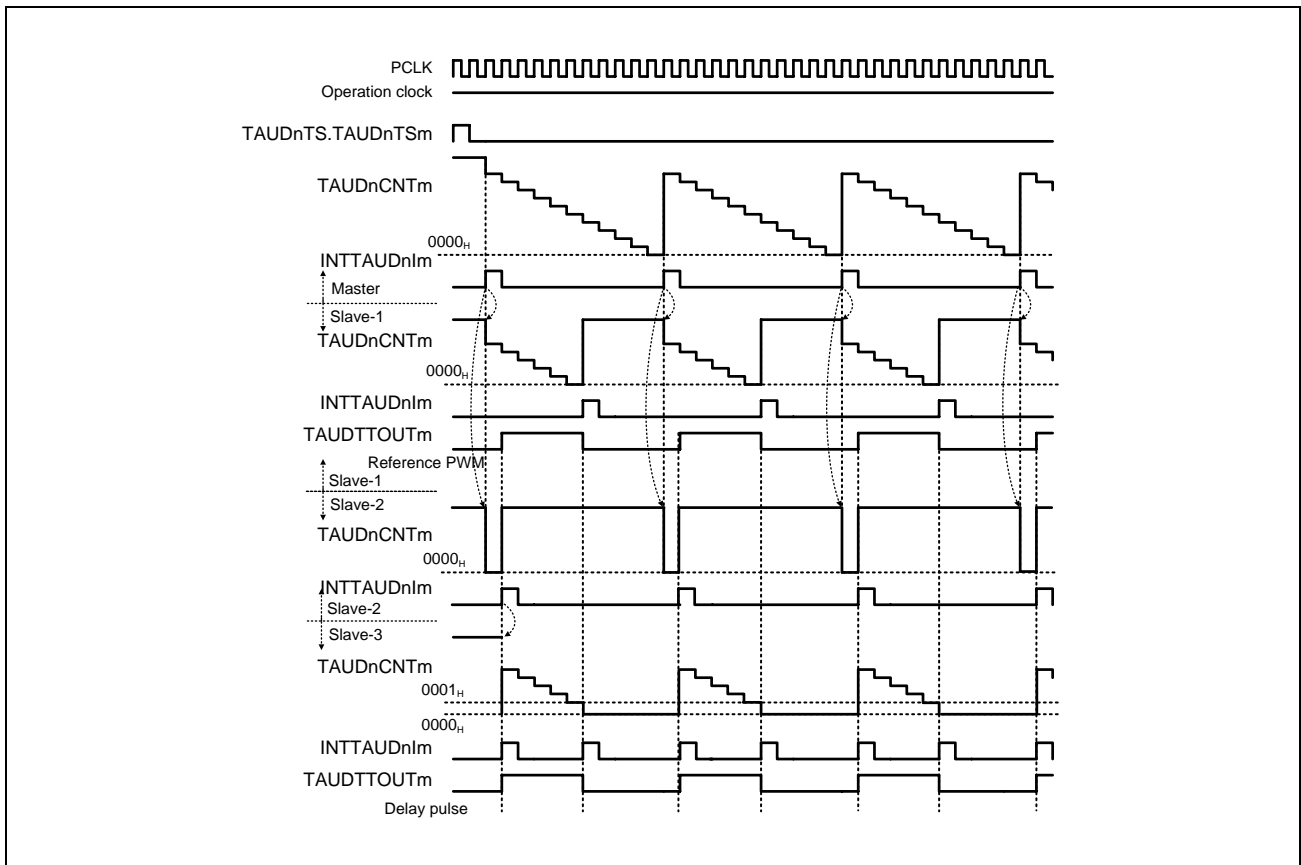 PCLK
Operation clock
TAUDnTS.TAUDnTSm
TAUDnCNTm
0000H
INTTAUDnIm
Master
Slave-1
TAUDnCNTm
0000H
INTTAUDnIm
TAUDTTOUTm
Reference PWM
Slave-1
Slave-2
TAUDnCNTm
0000H
INTTAUDnIm
Slave-2
Slave-3
TAUDnCNTm
0001H
0000H
INTTAUDnIm
TAUDTTOUTm
Delay pulse